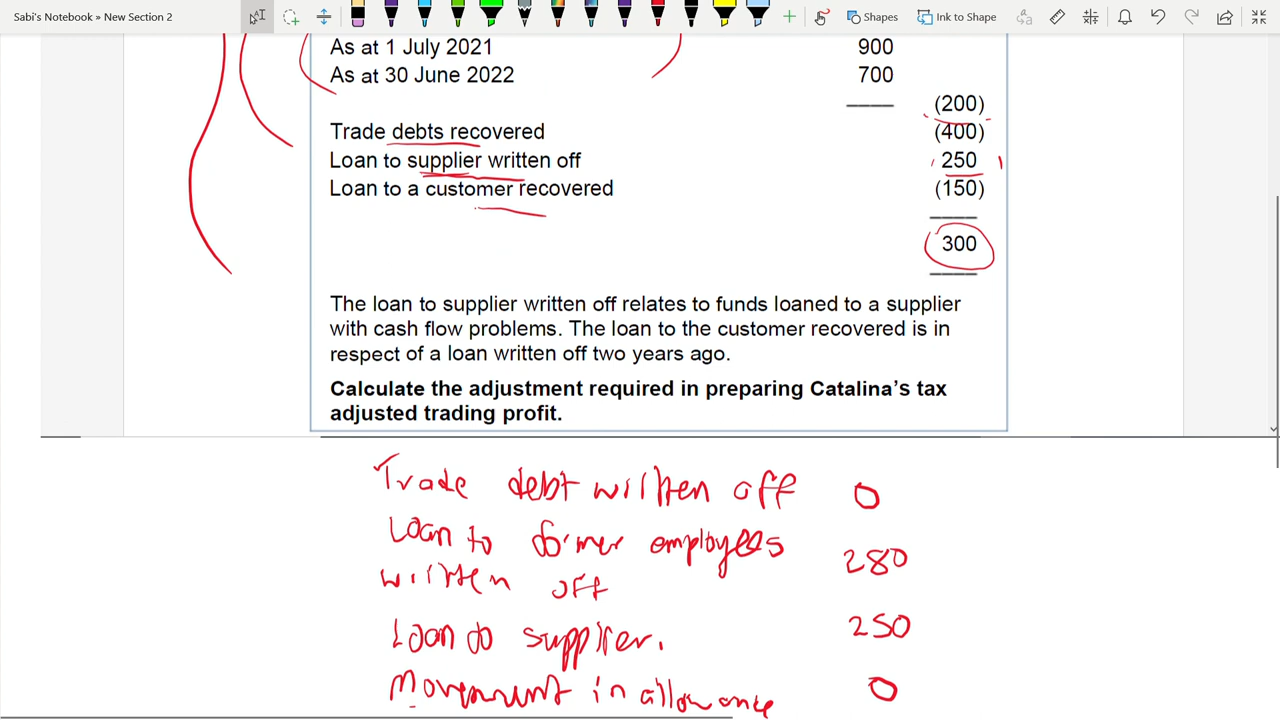 Sabi's Notebook » New Section 2
Shapes
Ink to Shape
As at 1 July 2021 900
As at 30 June 2022 700
(200)
Trade debts recovered (400)
Loan to supplier written off 250
Loan to a customer recovered (150)
300
The loan to supplier written off relates to funds loaned to a supplier
with cash flow problems. The loan to the customer recovered is in
respect of a loan written off two years ago.
Calculate the adjustment required in preparing Catalina's tax
adjusted trading profit.
Trade debt written off 0
Loan to former employees 280
written off
Loan to supplier. 250
Movement in allowance 0